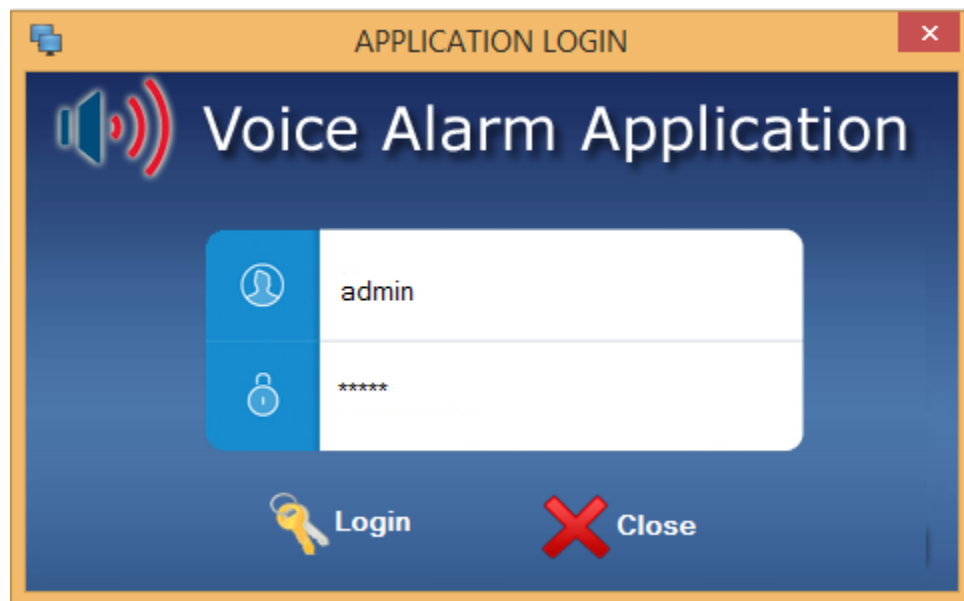 APPLICATION LOGIN
Voice Alarm Application
admin
*****
Login
Close